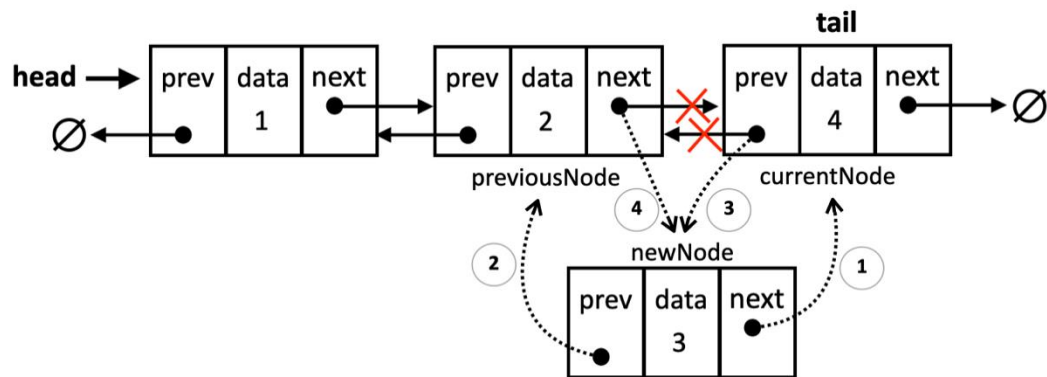 tail
head prev data next prev data next prev data next
1 2 4
∅ ∅
previousNode currentNode
4 3
2 newNode 1
prev data next
3